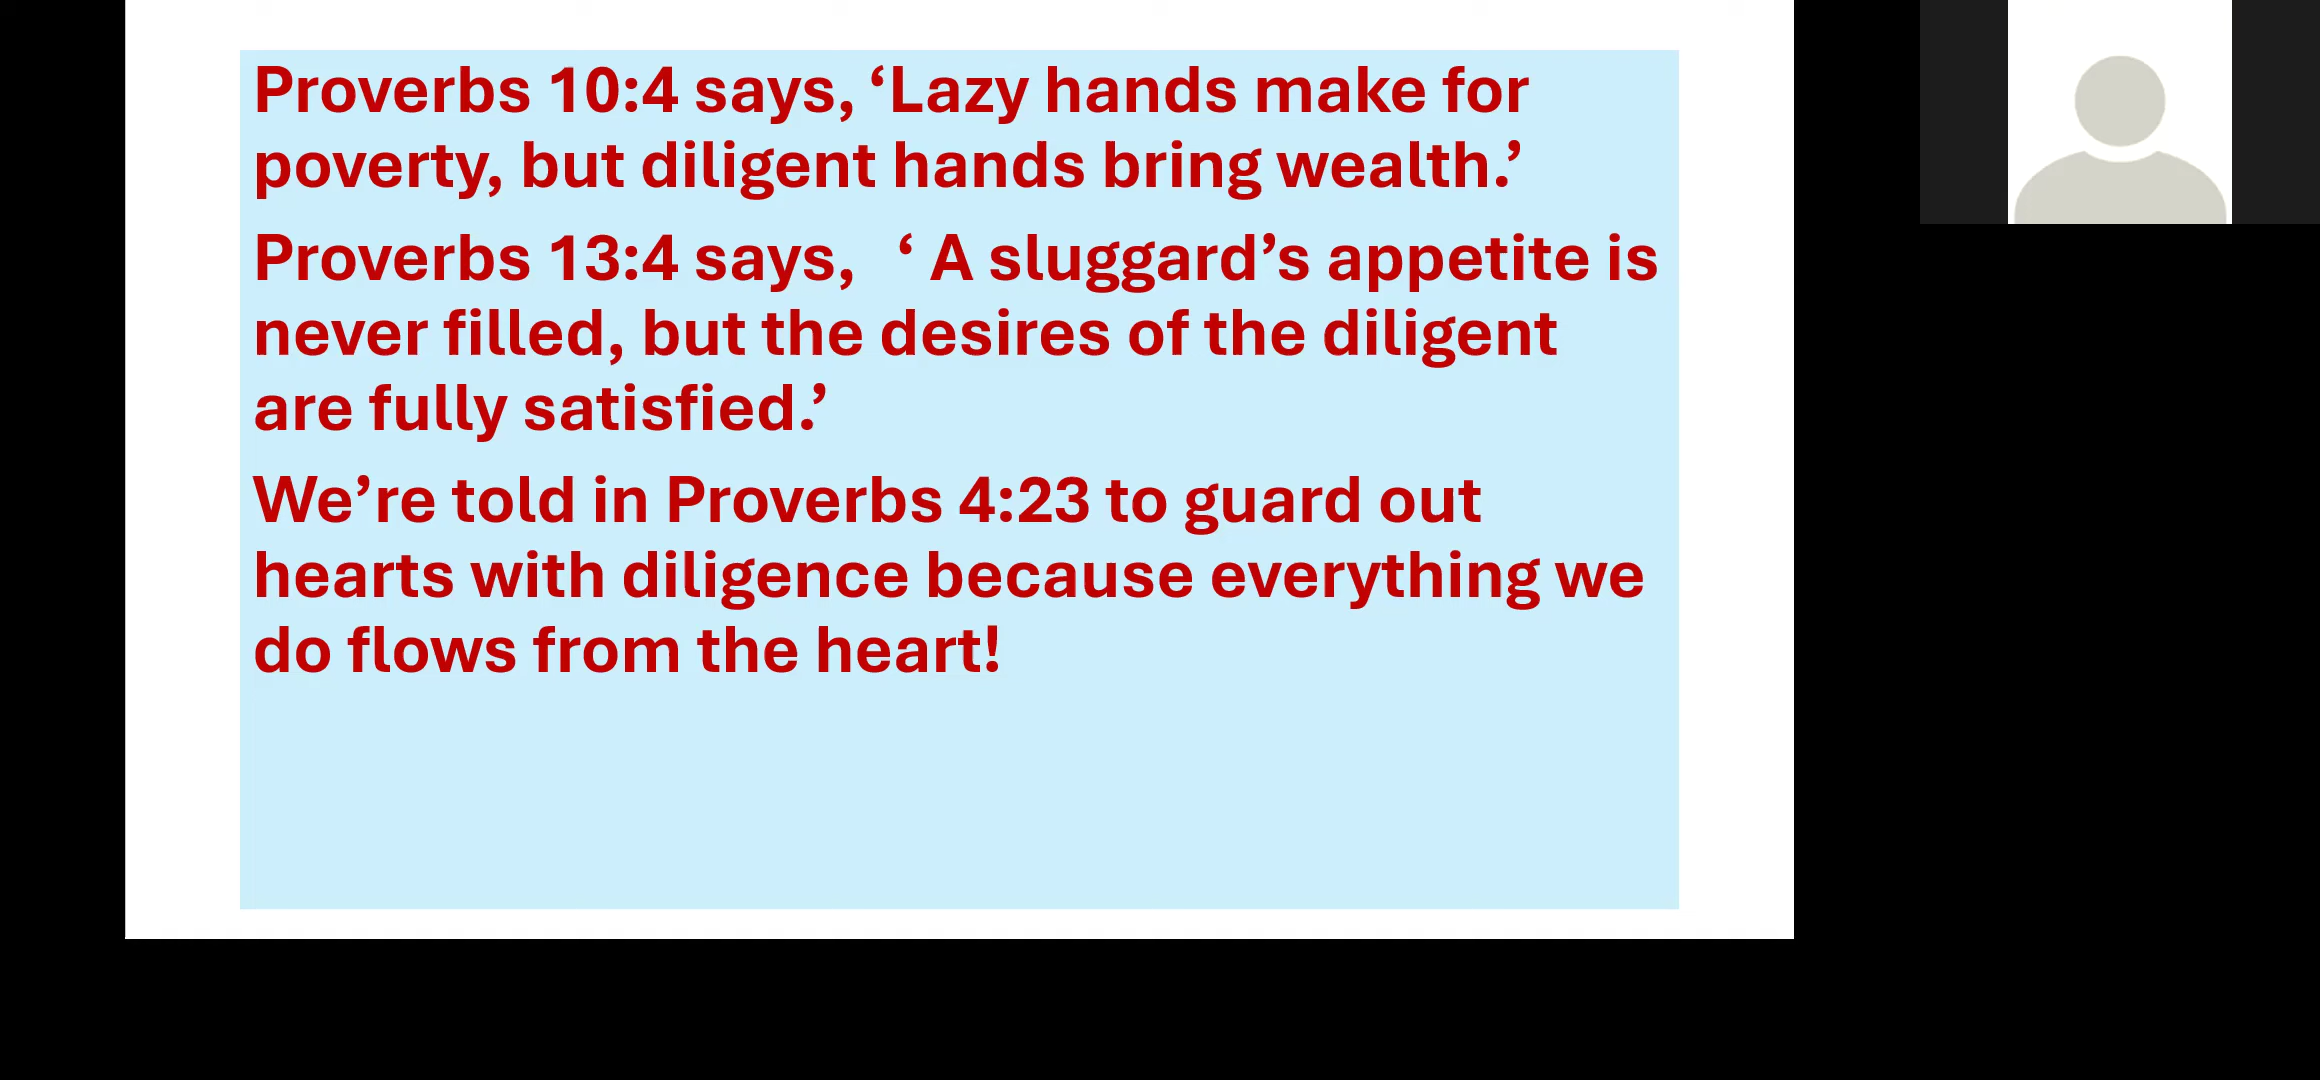 Proverbs 10:4 says, ‘Lazy hands make for
poverty, but diligent hands bring wealth.’
Proverbs 13:4 says,   ‘ A sluggard’s appetite is
never filled, but the desires of the diligent
are fully satisfied.’
We’re told in Proverbs 4:23 to guard out
hearts with diligence because everything we
do flows from the heart!